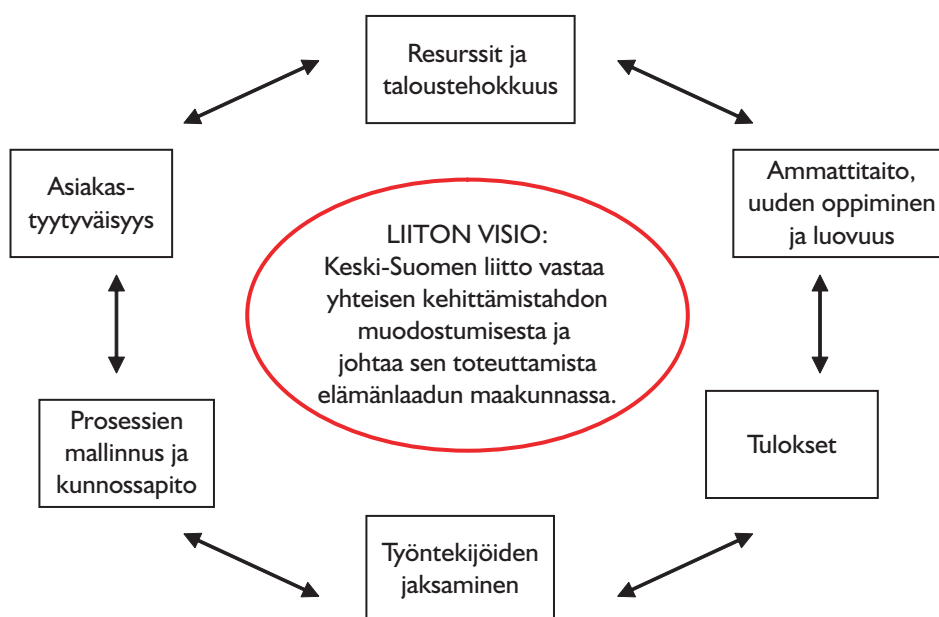 Resurssit ja
taloustehokkuus
Asiakas-
tyytyväisyys
Ammattitaito,
uuden oppiminen
ja luovuus
LIITON VISIO:
Keski-Suomen liitto vastaa
yhteisen kehittämistahdon
muodostumisesta ja
johtaa sen toteuttamista
elämänlaadun maakunnassa.
Prosessien
mallinnus ja
kunnossapito
Tulokset
Työntekijöiden
jaksaminen